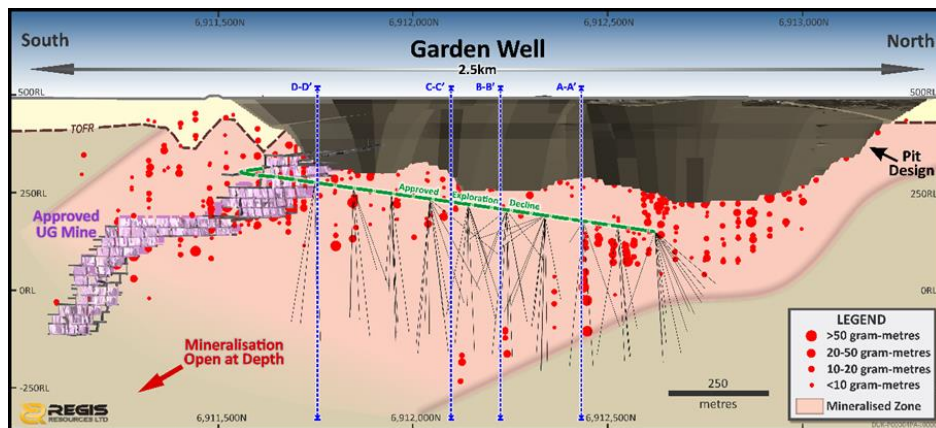 6,911,500N 6,912,000N 6,912,500N 6,913,000N
South Garden Well North
2.5km
D-D’ C-C’ B-B’ A-A’
500RL 500RL
TOFR
Pit
Design
250RL 250RL
Approved Exploration Decline
Approved
UG Mine
0RL 0RL
LEGEND
>50 gram-metres
20-50 gram-metres
10-20 gram-metres
<10 gram-metres
Mineralised Zone
Mineralisation
Open at Depth
-250RL
250
metres
REGIS
RESOURCES LTD
6,911,500N 6,912,000N 6,912,500N